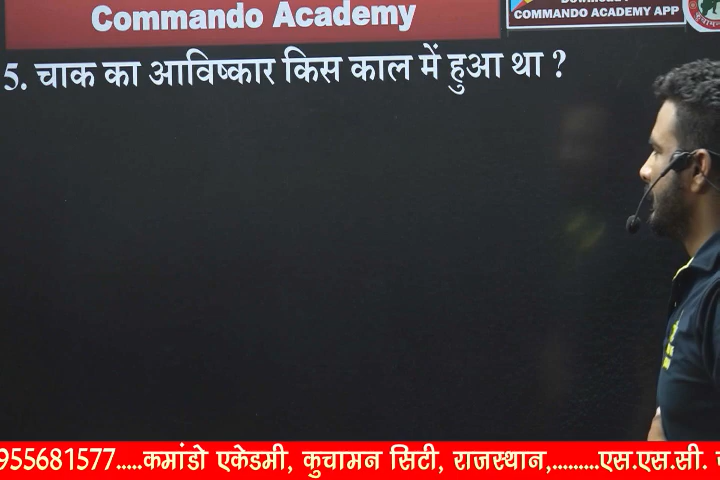 Commando Academy
COMMANDO ACADEMY APP
5. चाक का आविष्कार किस काल में हुआ था ?
955681577.....कमांडो एकेडमी, कुचामन सिटी, राजस्थान,.........एस.एस.सी.